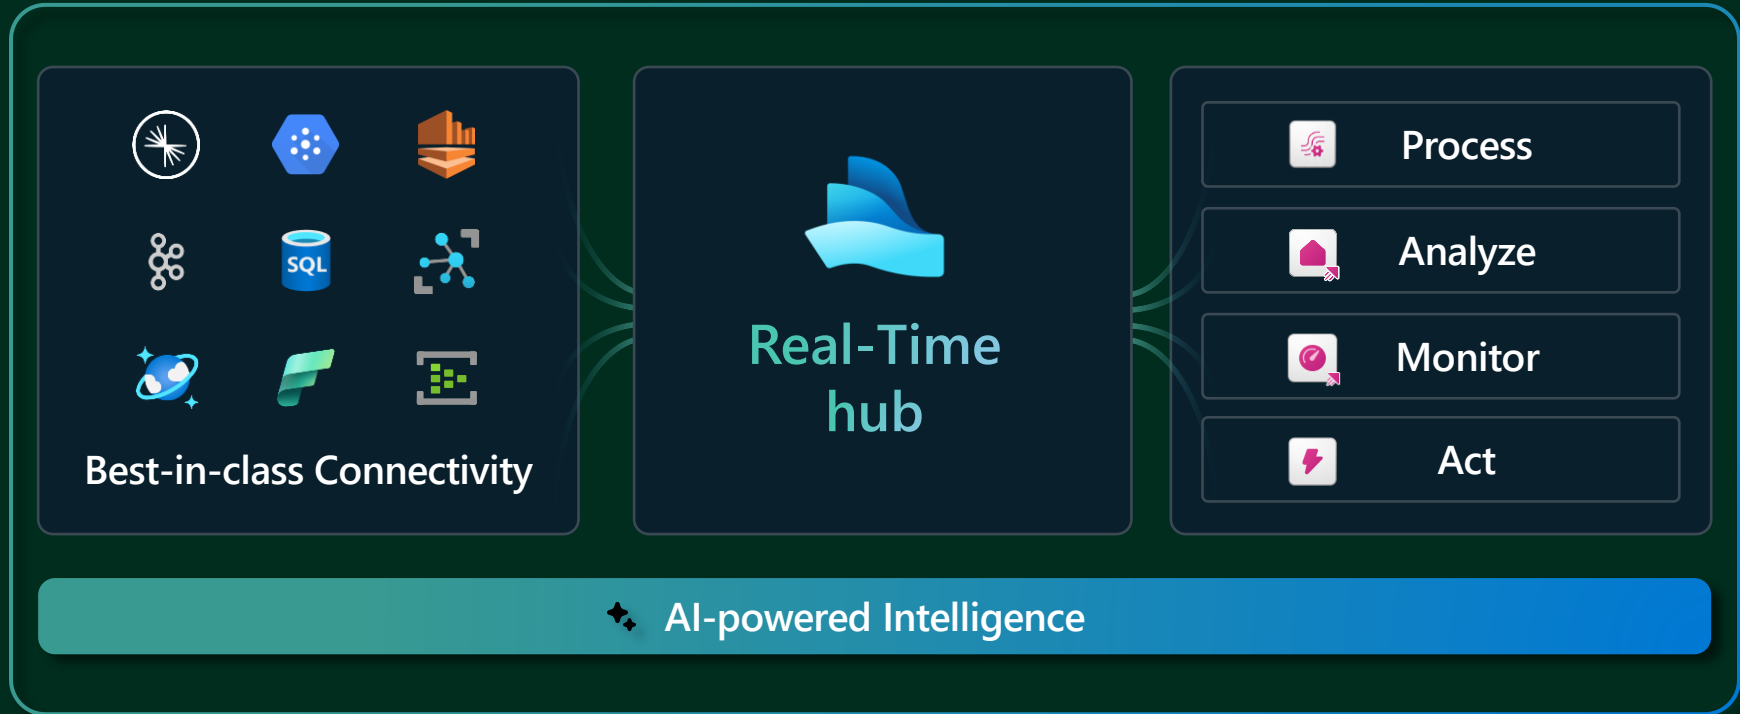 SQL
Best-in-class Connectivity
Real-Time
hub
Process
Analyze
Monitor
Act
AI-powered Intelligence